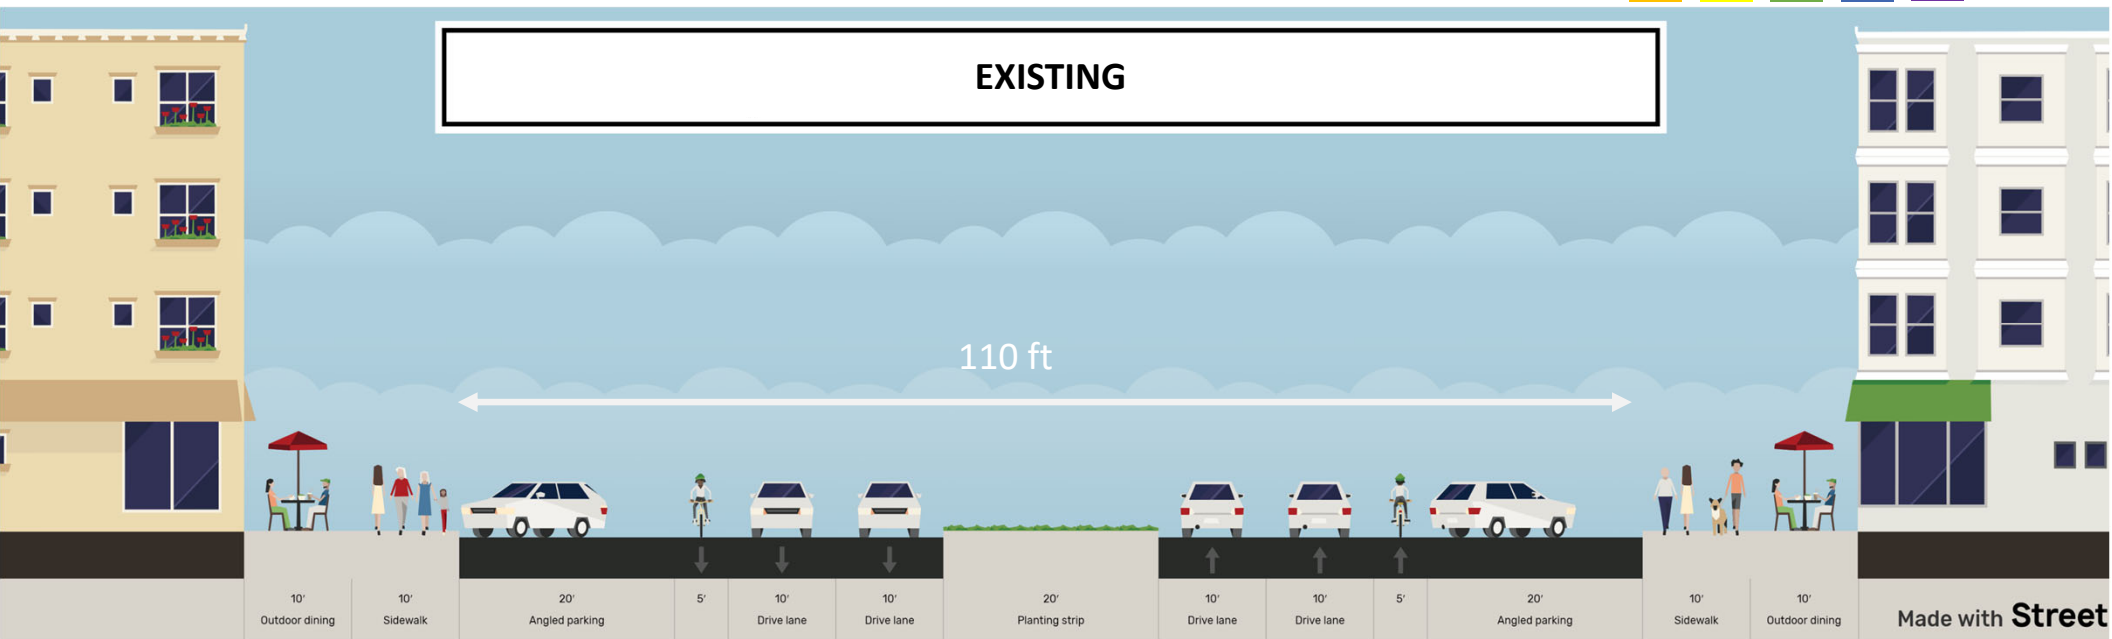 EXISTING
110 ft
10' 10' 20' 5' 10' 10' 20' 10' 10' 5' 20' 10' 10'
Outdoor dining Sidewalk Angled parking Drive lane Drive lane Planting strip Drive lane Drive lane Angled parking Sidewalk Outdoor dining
Made with Street